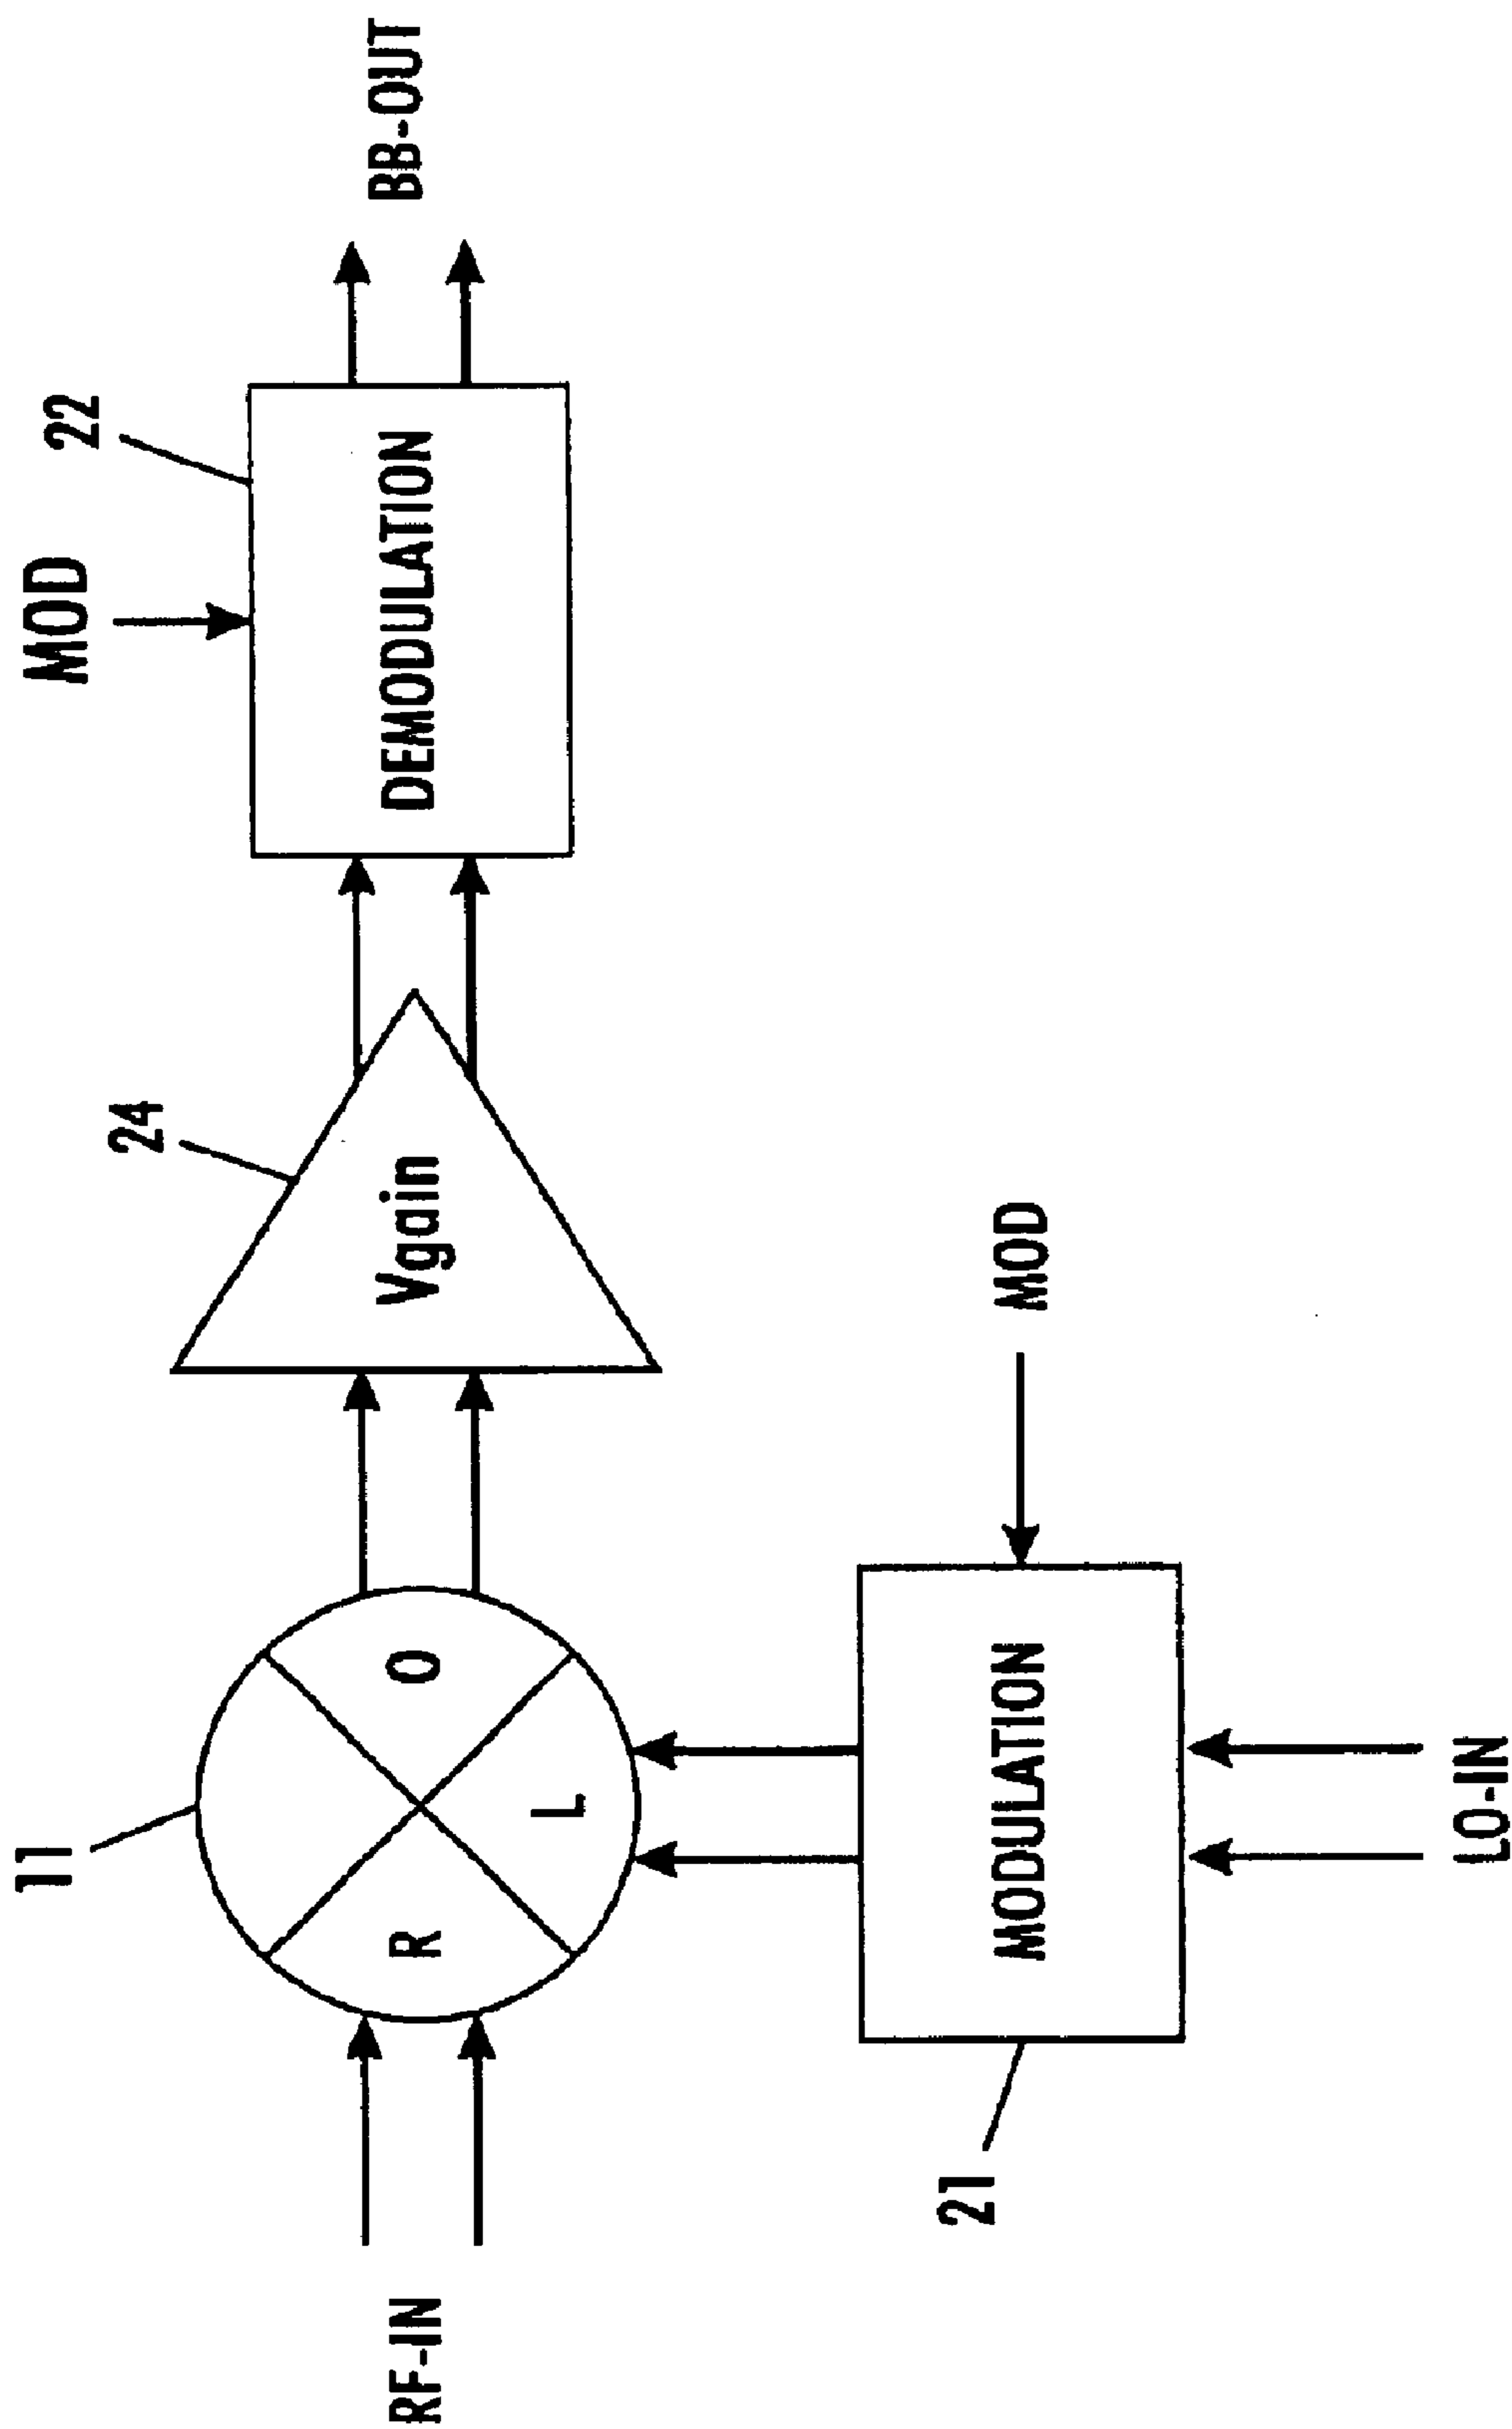 11
24
MOD
22
RF-IN
R
O
L
Vgain
DEMODULATION
BB-OUT
21
MODULATION
MOD
LO-IN